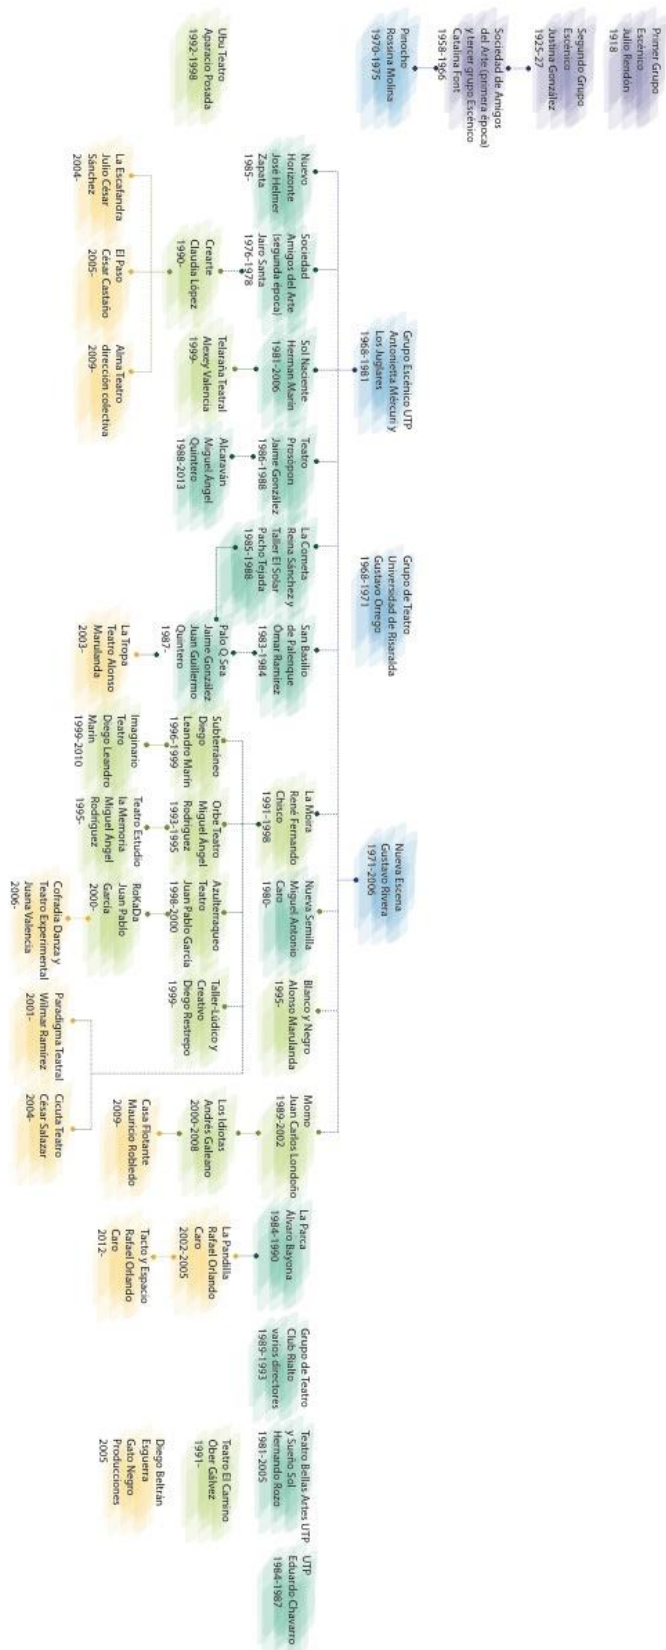 Primer Grupo
Escénico
Julio Rendón
1918
Segundo Grupo
Escénico
Justina González
1925-27
Sociedad de Amigos
del Arte (primera época)
y tercer grupo Escénico
Catalina Font
1958-1966
Pinocho
Rossina Molina
1970-1975
Grupo Escénico UTP
Antonietta Mércuri y
Los Juglares
1968-1981
Grupo de Teatro
Universidad de Risaralda
Gustavo Orrego
1968-1971
Nueva Escena
Gustavo Rivera
1971-2006
Nuevo
Horizonte
José Helmer
Zapata
1985-
Sociedad
Amigos del Arte
(segunda época)
Jairo Santa
1976-1978
Sol Naciente
Herman Marín
1981-2006
Teatro
Prosópon
Jaime González
1986-1988
La Corneta
Reina Sánchez y
Taller El Solar
Pacho Tejada
1985-1988
San Basilio
de Palenque
Ómar Ramírez
1983-1984
La Moira
René Fernando
Chisco
1991-1998
Nueva Semilla
Miguel Antonio
Caro
1980-
Blanco y Negro
Alonso Marulanda
1995-
Momo
Juan Carlos Londoño
1989-2002
La Parca
Álvaro Bayona
1984-1990
Grupo de Teatro
Club Rialto
varios directores
1989-1993
Teatro Bellas Artes UTP
y Sueño Sol
Hernando Roza
1981-2005
UTP
Eduardo Chavarro
1984-1987
Ubu Teatro
Aparacio Posada
1992-1998
Crearte
Claudia López
1990-
Telaraña Teatral
Alexey Valencia
1999-
Alcaraván
Miguel Ángel
Quintero
1988-2013
Palo Q Sea
Jaime González
Juan Guillermo
Quintero
1987-
Subterráneo
Diego
Leandro Marín
1996-1999
Orbe Teatro
Miguel Ángel
Rodríguez
1993-1995
Azulterraqueo
Teatro
Juan Pablo García
1998-2000
Taller-Lúdico y
Creativo
Diego Restrepo
1999-
Los Idiotas
Andrés Galeano
2000-2008
La Pandilla
Rafael Orlando
Caro
2002-2005
Teatro El Camino
Óber Gálvez
1991-
La Escafandra
Julio César
Sánchez
2004-
El Paso
César Castaño
2005-
Alma Teatro
dirección colectiva
2009-
La Tropa
Teatro Alonso
Marulanda
2003-
Imaginario
Teatro
Diego Leandro
Marín
1999-2010
Teatro Estudio
la Memoria
Miguel Ángel
Rodríguez
1995-
RoKaDa
Juan Pablo
García
2000-
Casa Flotante
Mauricio Robledo
2009-
Tacto y Espacio
Rafael Orlando
Caro
2012-
Diego Beltrán
Esguerra
Gato Negro
Producciones
2005
Cofradía Danza y
Teatro Experimental
Juana Valencia
2006-
Paradigma Teatral
Wilmar Ramírez
2001-
Cicuta Teatro
César Salazar
2004-